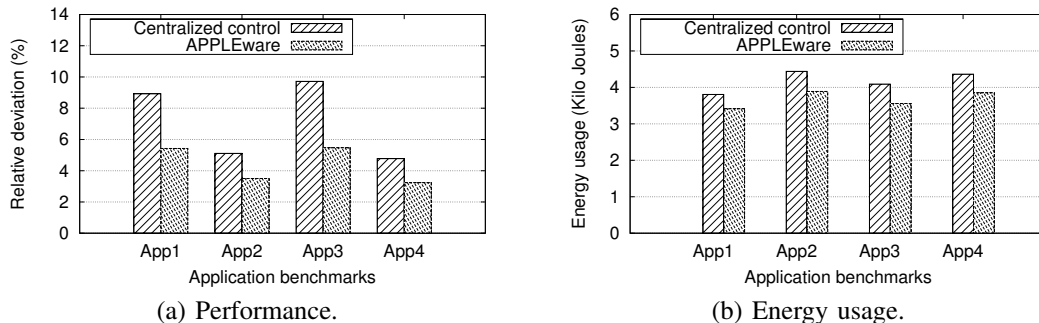 Relative deviation (%)
14
12
10
8
6
4
2
0
Centralized control
APPLEware
App1 App2 App3 App4
Application benchmarks
(a) Performance.
Energy usage (Kilo Joules)
6
5
4
3
2
1
0
Centralized control
APPLEware
App1 App2 App3 App4
Application benchmarks
(b) Energy usage.